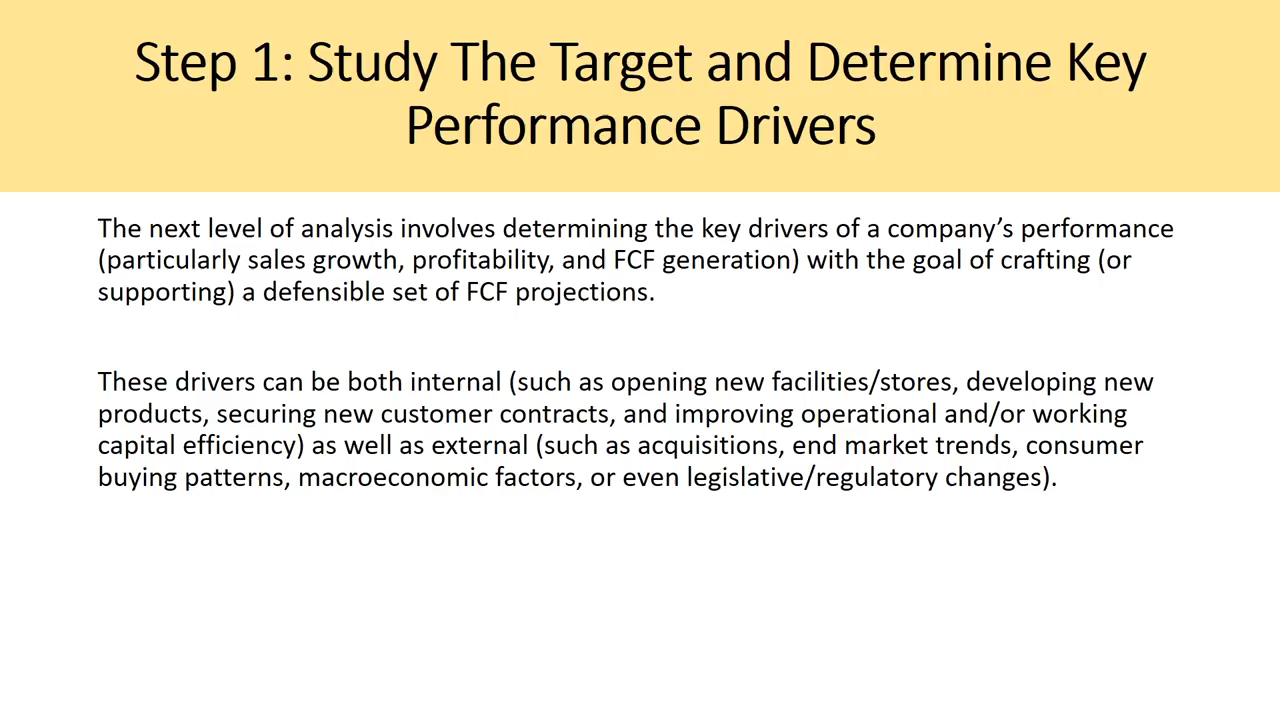 Step 1: Study The Target and Determine Key
Performance Drivers
The next level of analysis involves determining the key drivers of a company’s performance
(particularly sales growth, profitability, and FCF generation) with the goal of crafting (or
supporting) a defensible set of FCF projections.
These drivers can be both internal (such as opening new facilities/stores, developing new
products, securing new customer contracts, and improving operational and/or working
capital efficiency) as well as external (such as acquisitions, end market trends, consumer
buying patterns, macroeconomic factors, or even legislative/regulatory changes).